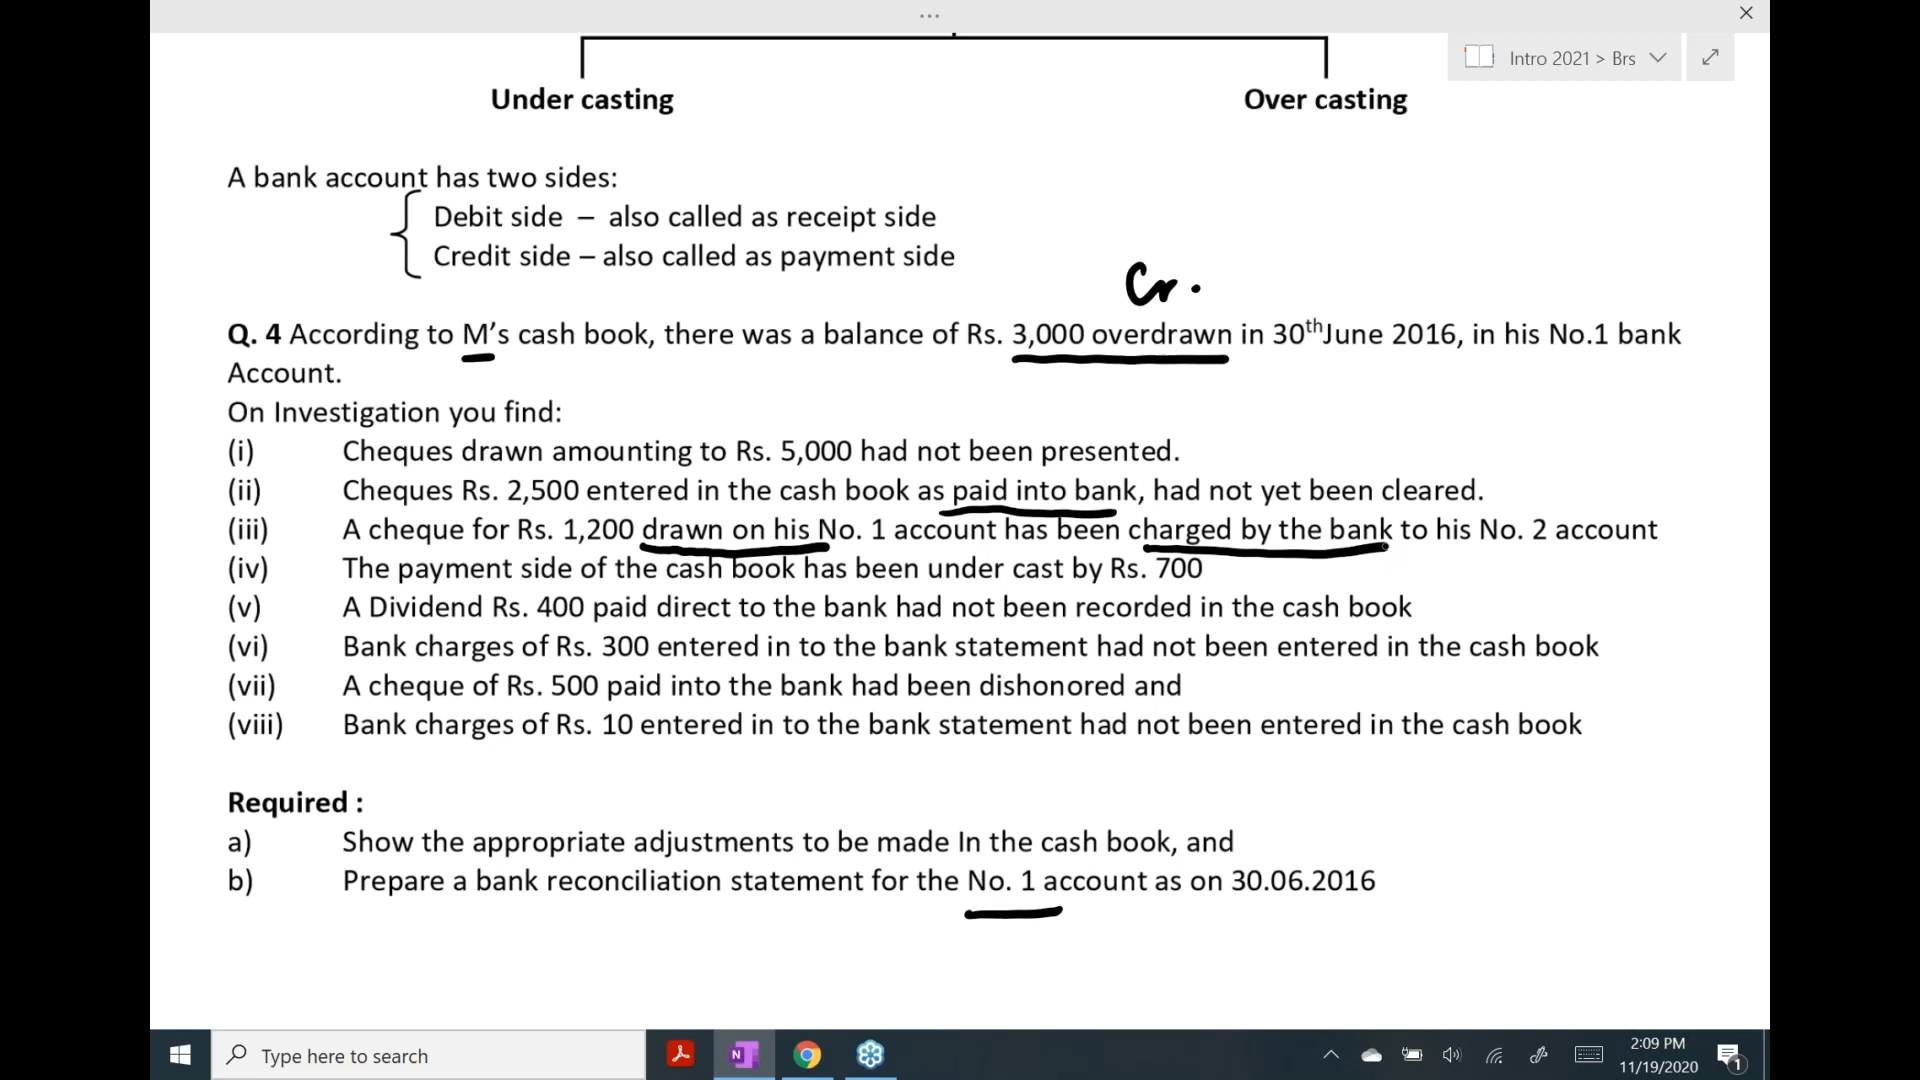 Intro 2021 > Brs
Under casting
Over casting
A bank account has two sides:
Debit side – also called as receipt side
Credit side – also called as payment side
Cr.
Q. 4 According to M's cash book, there was a balance of Rs. 3,000 overdrawn in 30thJune 2016, in his No.1 bank
Account.
On Investigation you find:
(i) Cheques drawn amounting to Rs. 5,000 had not been presented.
(ii) Cheques Rs. 2,500 entered in the cash book as paid into bank, had not yet been cleared.
(iii) A cheque for Rs. 1,200 drawn on his No. 1 account has been charged by the bank to his No. 2 account
(iv) The payment side of the cash book has been under cast by Rs. 700
(v) A Dividend Rs. 400 paid direct to the bank had not been recorded in the cash book
(vi) Bank charges of Rs. 300 entered in to the bank statement had not been entered in the cash book
(vii) A cheque of Rs. 500 paid into the bank had been dishonored and
(viii) Bank charges of Rs. 10 entered in to the bank statement had not been entered in the cash book
Required :
a) Show the appropriate adjustments to be made In the cash book, and
b) Prepare a bank reconciliation statement for the No. 1 account as on 30.06.2016
Type here to search
N
2:09 PM
11/19/2020
1